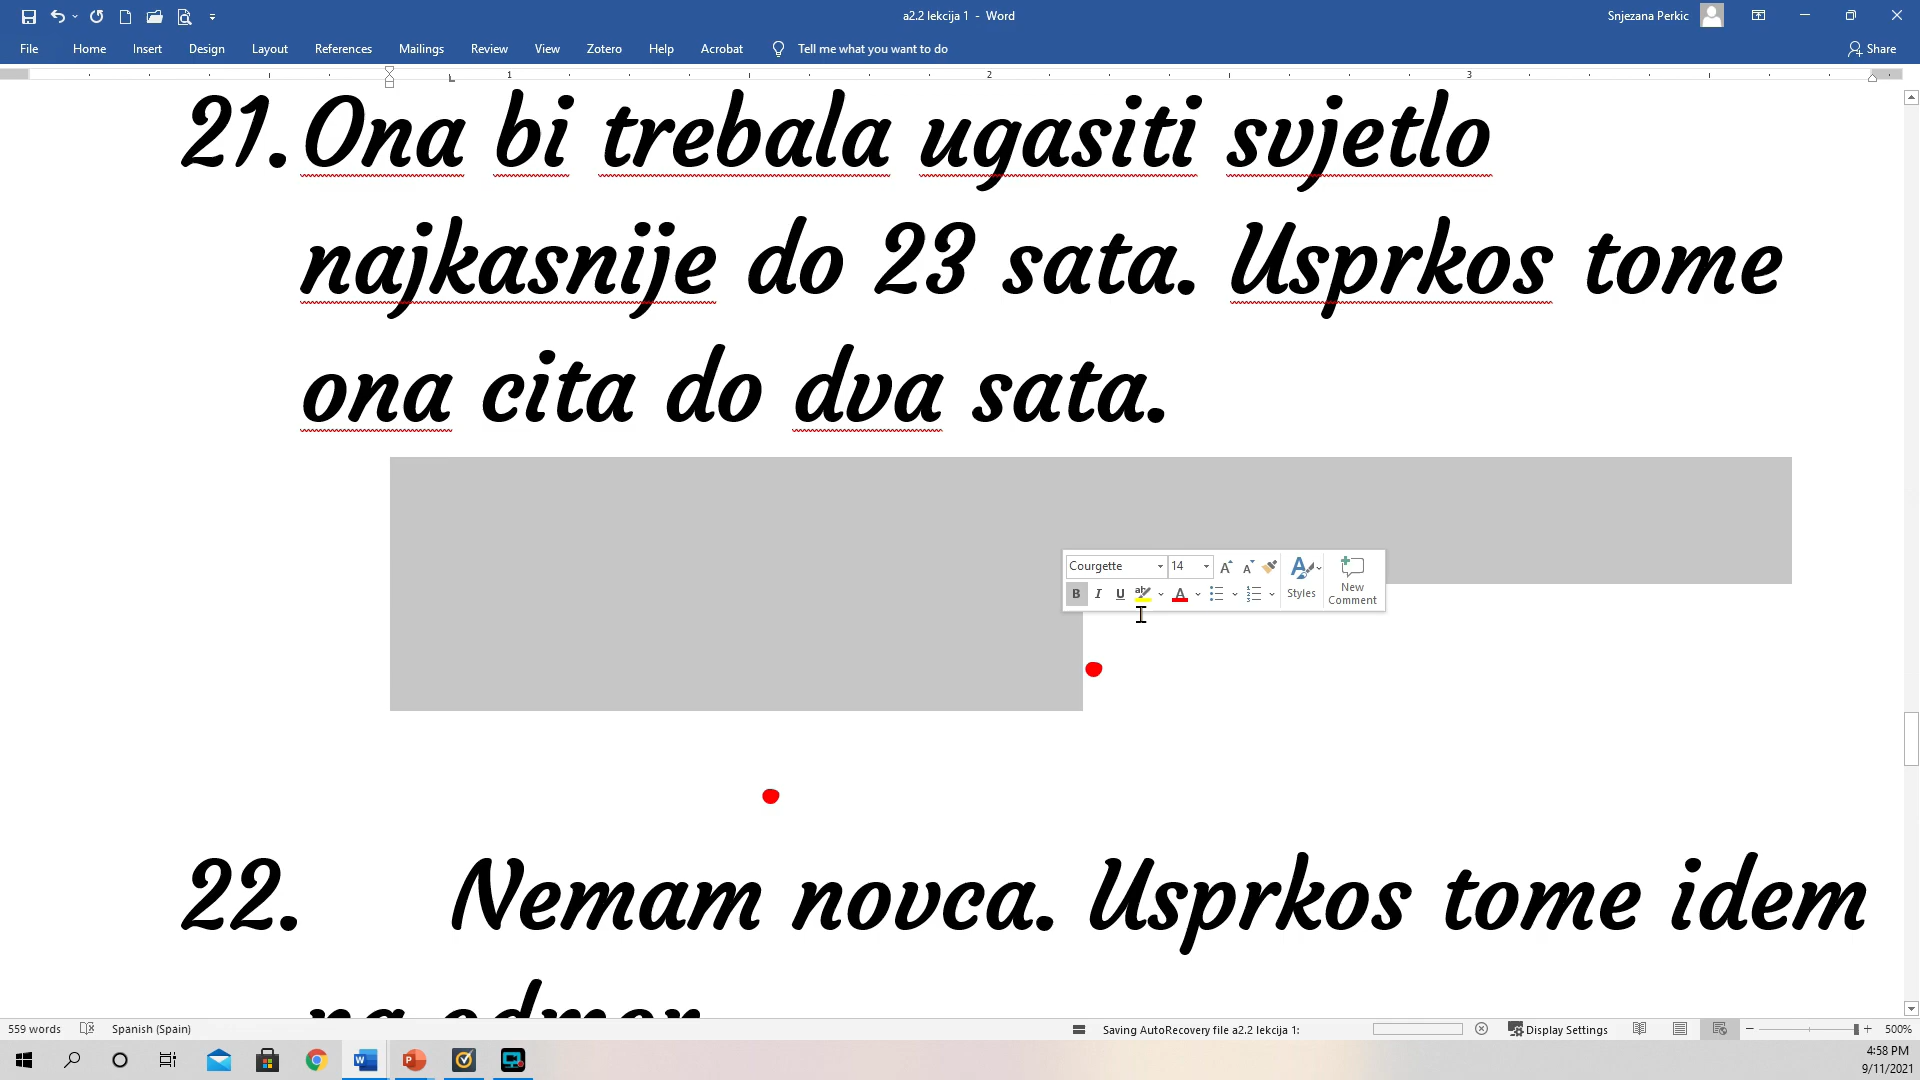 a2.2 lekcija 1 - Word
Snjezana Perkic
File Home Insert Design Layout References Mailings Review View Zotero Help Acrobat Tell me what you want to do Share
1 2 3
21. Ona bi trebala ugasiti svjetlo
najkasnije do 23 sata. Usprkos tome
ona cita do dva sata.
Courgette 14
Styles
New
Comment
22. Nemam novca. Usprkos tome idem
na odmor
559 words Spanish (Spain) Saving AutoRecovery file a2.2 lekcija 1: Display Settings 500%
4:58 PM
9/11/2021